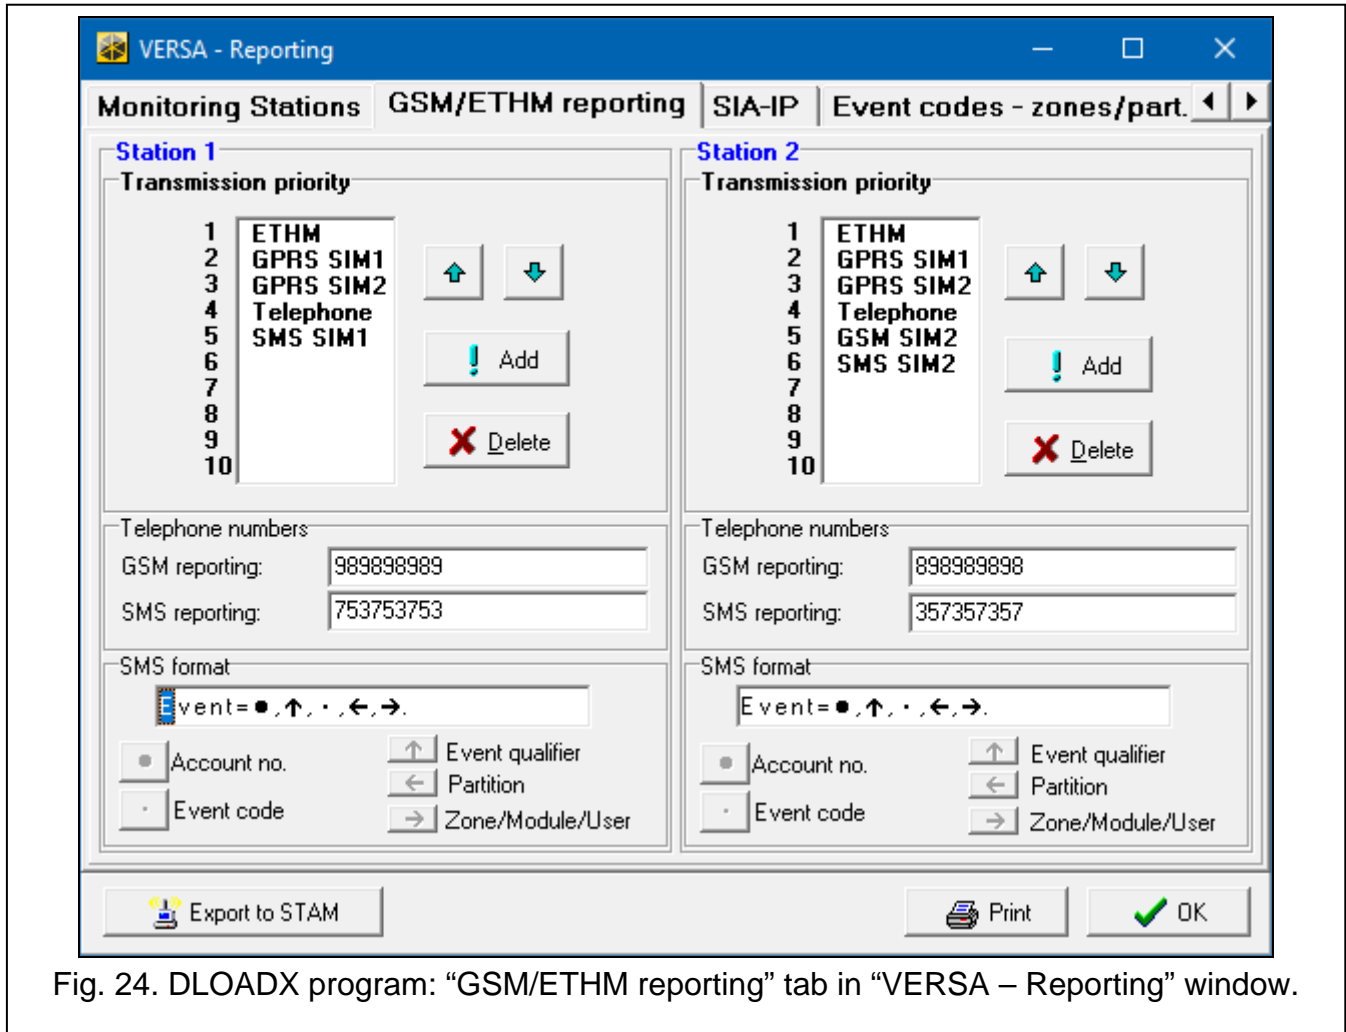 VERSA - Reporting
Monitoring Stations GSM/ETHM reporting SIA-IP Event codes - zones/part.
Station 1
Transmission priority
1 ETHM
2 GPRS SIM1
3 GPRS SIM2
4 Telephone
5 SMS SIM1
6
7
8
9
10
Add
Delete
Telephone numbers
GSM reporting: 989898989
SMS reporting: 753753753
SMS format
Event=●,↑,·,←,→.
Account no.
Event code
↑ Event qualifier
← Partition
→ Zone/Module/User
Station 2
Transmission priority
1 ETHM
2 GPRS SIM1
3 GPRS SIM2
4 Telephone
5 GSM SIM2
6 SMS SIM2
7
8
9
10
Add
Delete
Telephone numbers
GSM reporting: 898989898
SMS reporting: 357357357
SMS format
Event=●,↑,·,←,→.
Account no.
Event code
↑ Event qualifier
← Partition
→ Zone/Module/User
Export to STAM Print OK
Fig. 24. DLOADX program: “GSM/ETHM reporting” tab in “VERSA – Reporting” window.